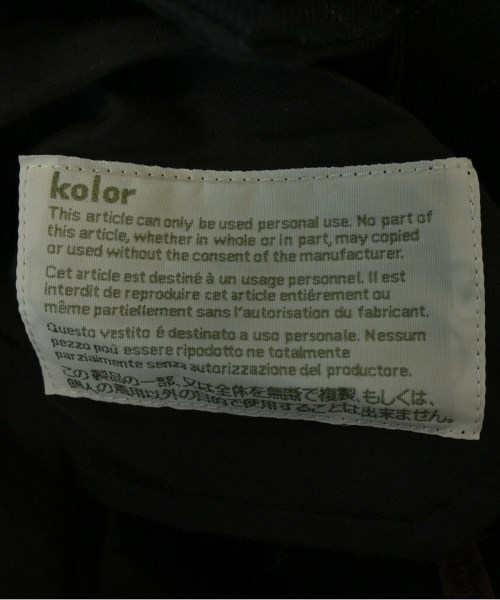 kolor
This article can only be used personal use. No part of
this article, whether in whole or in part, may copied
or used without the consent of the manufacturer.
Cet article est destiné à un usage personnel. Il est
interdit de reproduire cet article entiérement ou
même partiellement sans l'autorisation du fabricant.
Questo vestito é destinato a uso personale. Nessum
pezzo poù essere ripodotto ne totalmente
parzialmente senza autorizzazione del productore.
この製品の一部、又は全体を無断で複製、もしくは、
購入の費用以外の目的で使用することは出来ません。